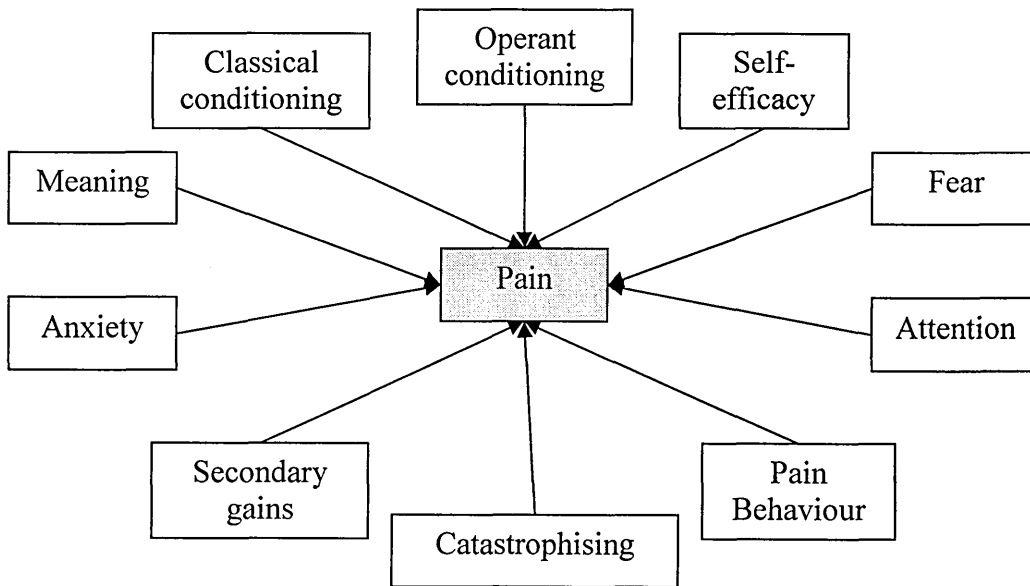 Classical
conditioning
Operant
conditioning
Self-
efficacy
Meaning
Fear
Pain
Anxiety
Attention
Secondary
gains
Catastrophising
Pain
Behaviour